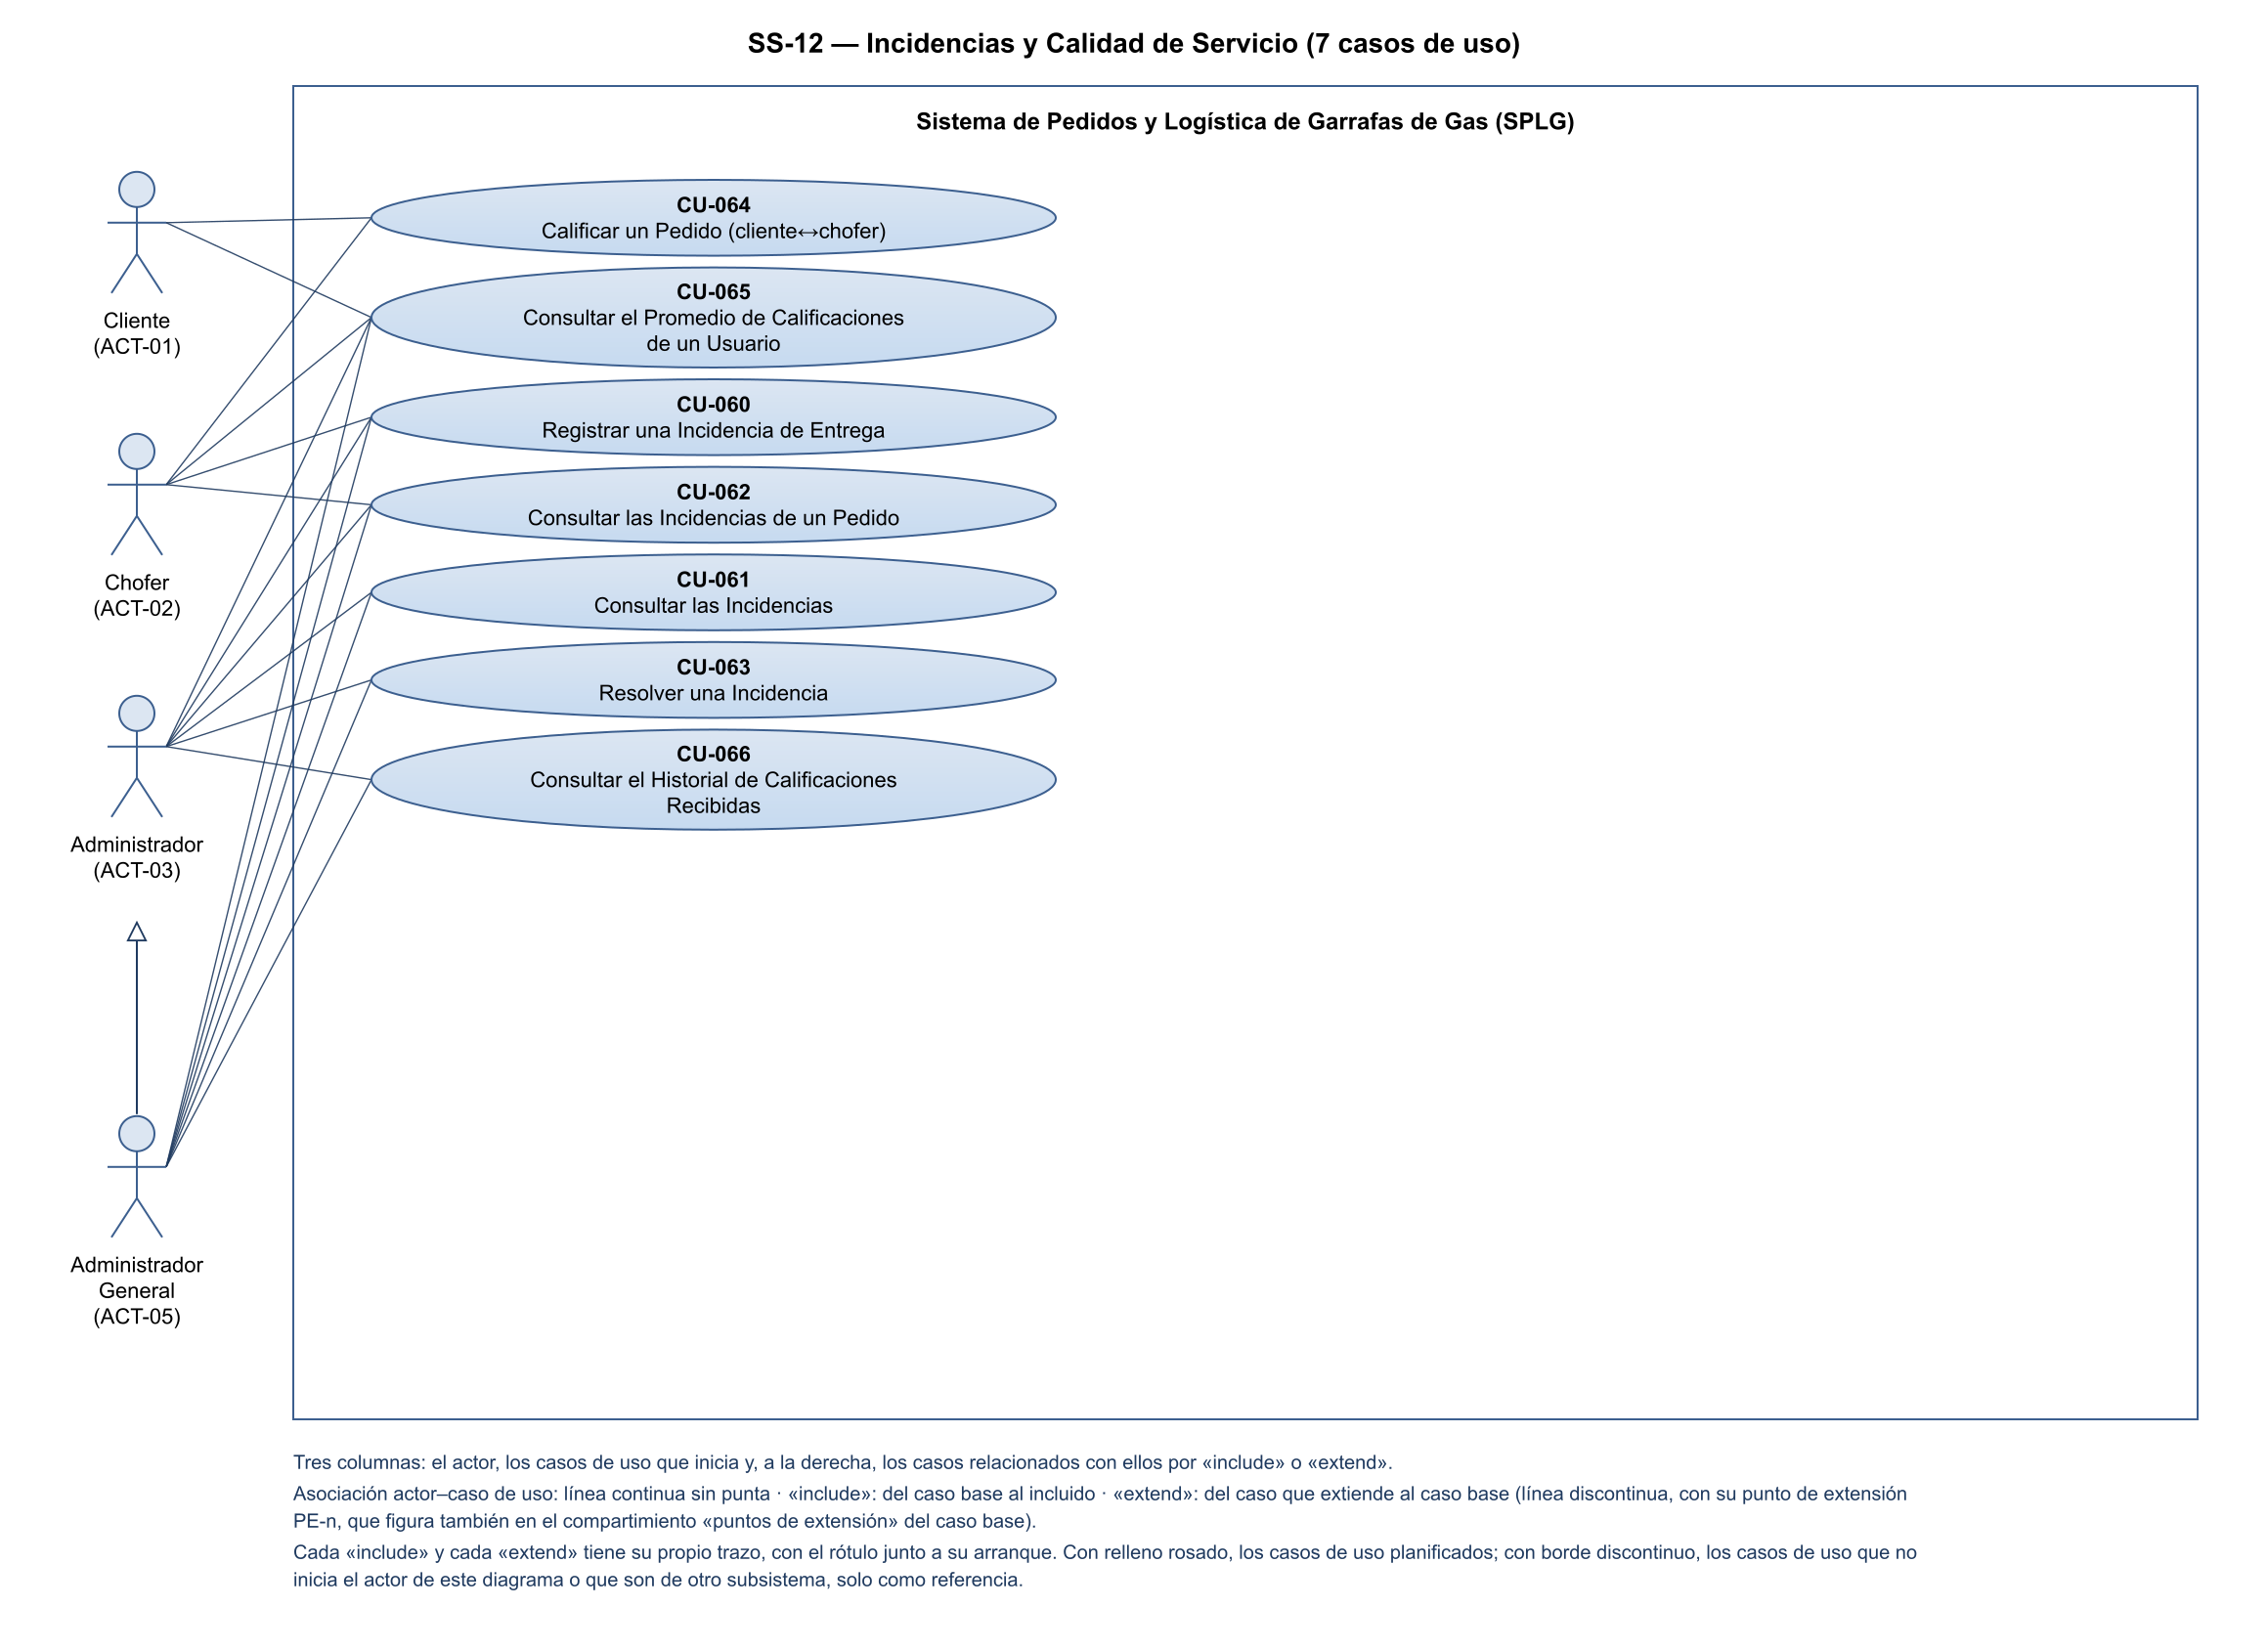 SS-12 — Incidencias y Calidad de Servicio (7 casos de uso)
Sistema de Pedidos y Logística de Garrafas de Gas (SPLG)
Cliente
(ACT-01)
Chofer
(ACT-02)
Administrador
(ACT-03)
Administrador
General
(ACT-05)
CU-064
Calificar un Pedido (cliente↔chofer)
CU-065
Consultar el Promedio de Calificaciones
de un Usuario
CU-060
Registrar una Incidencia de Entrega
CU-062
Consultar las Incidencias de un Pedido
CU-061
Consultar las Incidencias
CU-063
Resolver una Incidencia
CU-066
Consultar el Historial de Calificaciones
Recibidas
Tres columnas: el actor, los casos de uso que inicia y, a la derecha, los casos relacionados con ellos por «include» o «extend».
Asociación actor–caso de uso: línea continua sin punta · «include»: del caso base al incluido · «extend»: del caso que extiende al caso base (línea discontinua, con su punto de extensión
PE-n, que figura también en el compartimiento «puntos de extensión» del caso base).
Cada «include» y cada «extend» tiene su propio trazo, con el rótulo junto a su arranque. Con relleno rosado, los casos de uso planificados; con borde discontinuo, los casos de uso que no
inicia el actor de este diagrama o que son de otro subsistema, solo como referencia.